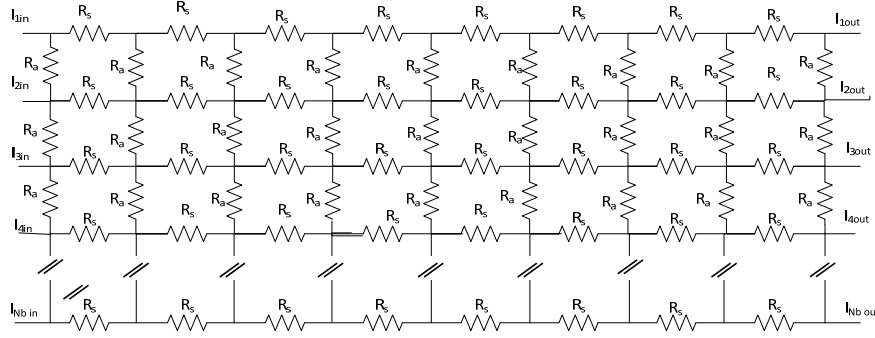 I1in Rs Rs Rs Rs Rs Rs Rs Rs I1out
Ra Ra Ra Ra Ra Ra Ra Ra Ra
I2in Rs Rs Rs Rs Rs Rs Rs Rs I2out
Ra Ra Ra Ra Ra Ra Ra Ra Ra
I3in Rs Rs Rs Rs Rs Rs Rs Rs I3out
Ra Ra Ra Ra Ra Ra Ra Ra Ra
I4in Rs Rs Rs Rs Rs Rs Rs Rs I4out
INb in Rs Rs Rs Rs Rs Rs Rs Rs INb ou